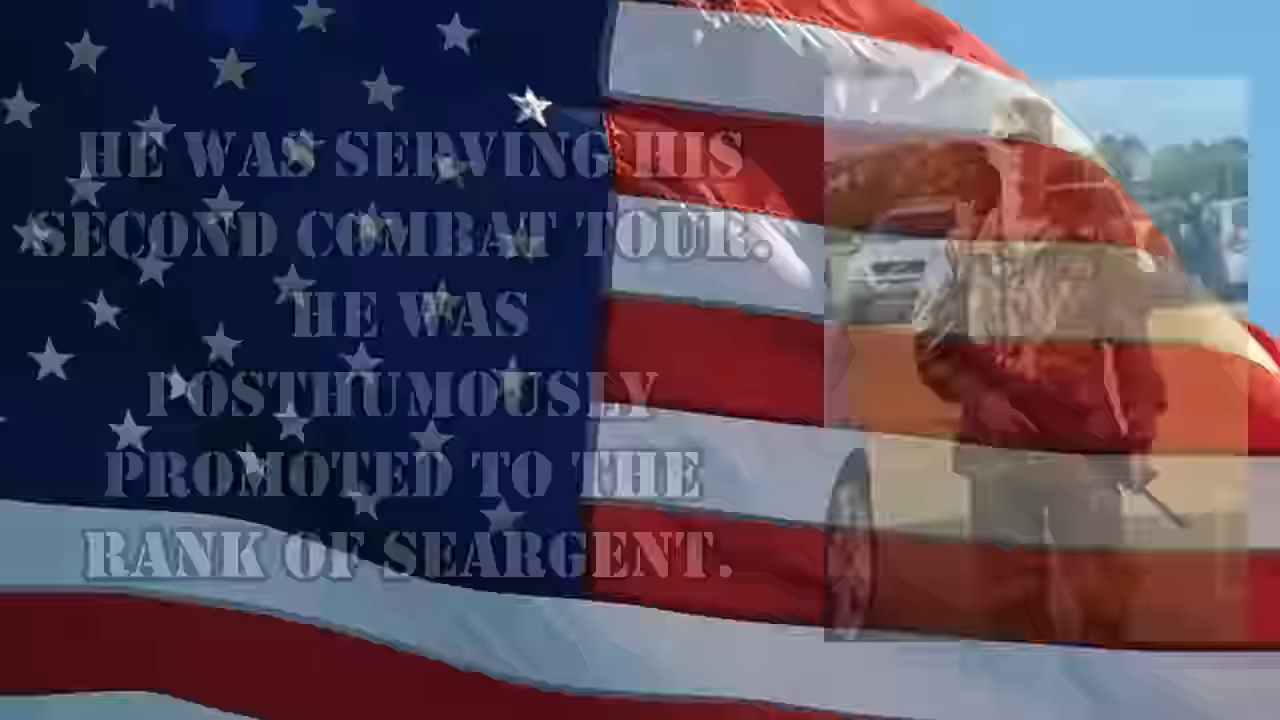 HE WAS SERVING HIS
SECOND COMBAT TOUR.
HE WAS
POSTHUMOUSLY
PROMOTED TO THE
RANK OF SEARGENT.